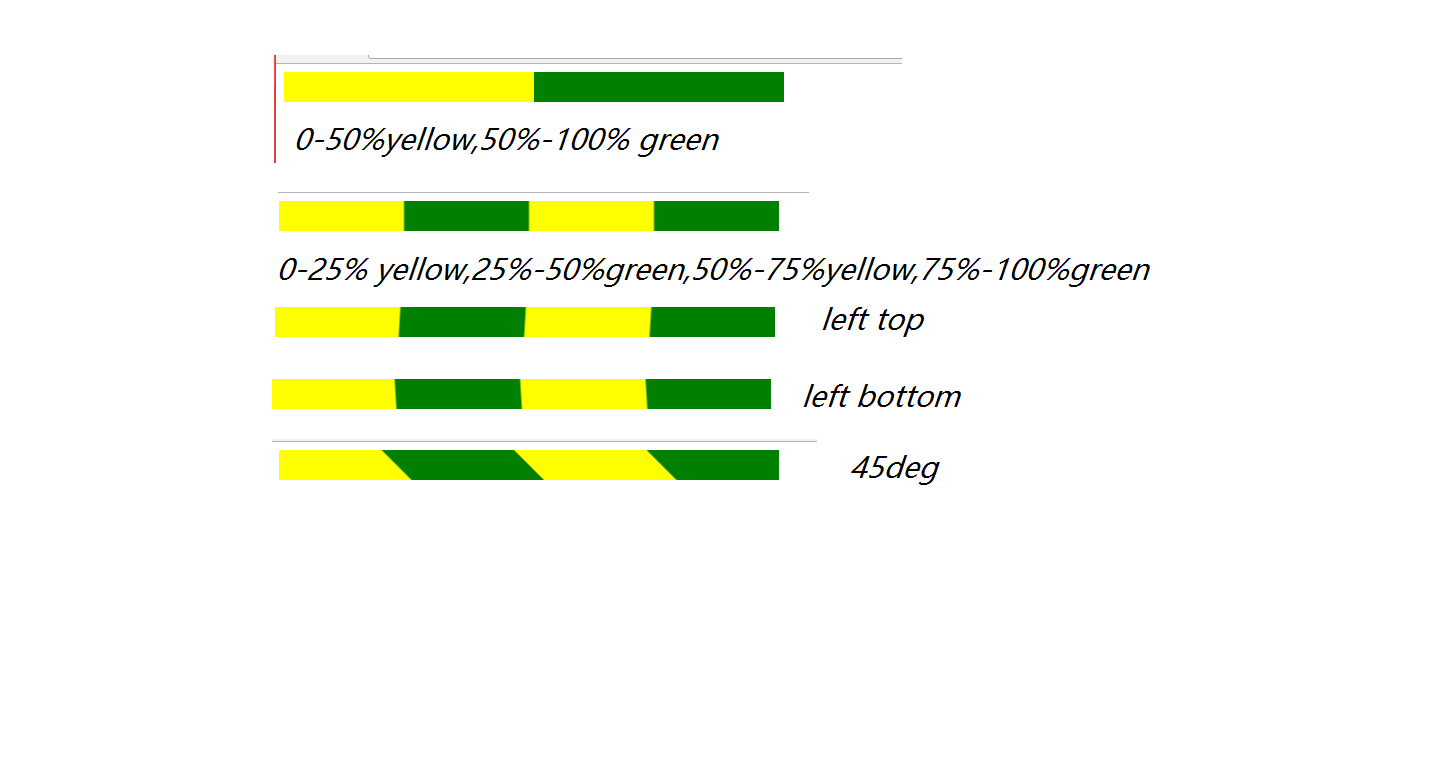 0-50%yellow,50%-100% green
0-25% yellow,25%-50%green,50%-75%yellow,75%-100%green
left top
left bottom
45deg